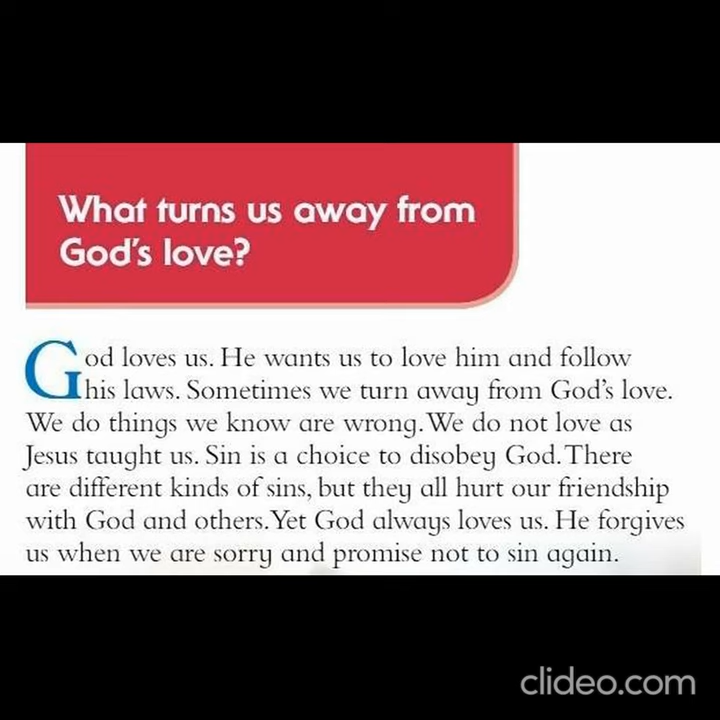 What turns us away from
God's love?
God loves us. He wants us to love him and follow
his laws. Sometimes we turn away from God's love.
We do things we know are wrong. We do not love as
Jesus taught us. Sin is a choice to disobey God. There
are different kinds of sins, but they all hurt our friendship
with God and others. Yet God always loves us. He forgives
us when we are sorry and promise not to sin again.
clideo.com